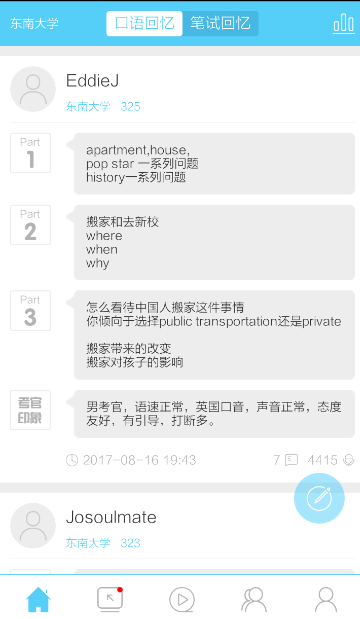 东南大学
口语回忆 笔试回忆
EddieJ
东南大学 325
Part
1
apartment,house,
pop star 一系列问题
history一系列问题
Part
2
搬家和去新校
where
when
why
Part
3
怎么看待中国人搬家这件事情
你倾向于选择public transportation还是private
搬家带来的改变
搬家对孩子的影响
考官
印象
男考官，语速正常，英国口音，声音正常，态度
友好，有引导，打断多。
2017-08-16 19:43 7 4415
Josoulmate
东南大学 323